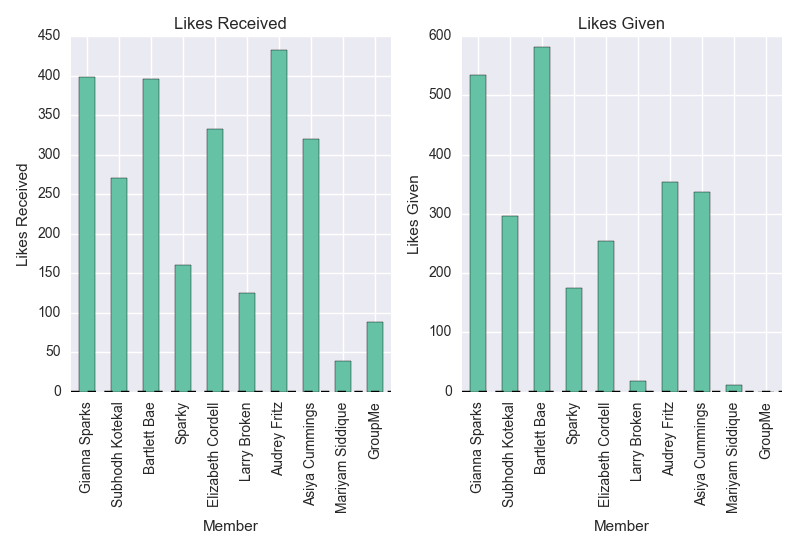 Likes Received
450
400
350
300
250
200
150
100
50
0
Likes Received
Gianna Sparks
Subhodh Kotekal
Bartlett Bae
Sparky
Elizabeth Cordell
Larry Broken
Audrey Fritz
Asiya Cummings
Mariyam Siddique
GroupMe
Member
Likes Given
600
500
400
300
200
100
0
Likes Given
Gianna Sparks
Subhodh Kotekal
Bartlett Bae
Sparky
Elizabeth Cordell
Larry Broken
Audrey Fritz
Asiya Cummings
Mariyam Siddique
GroupMe
Member